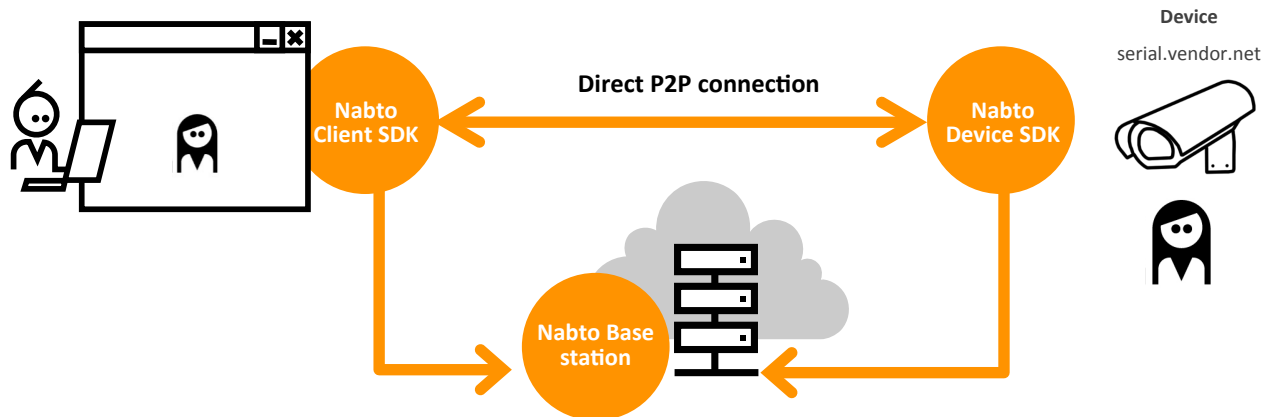 Device
serial.vendor.net
Direct P2P connection
Nabto
Client SDK
Nabto
Device SDK
Nabto Base
station